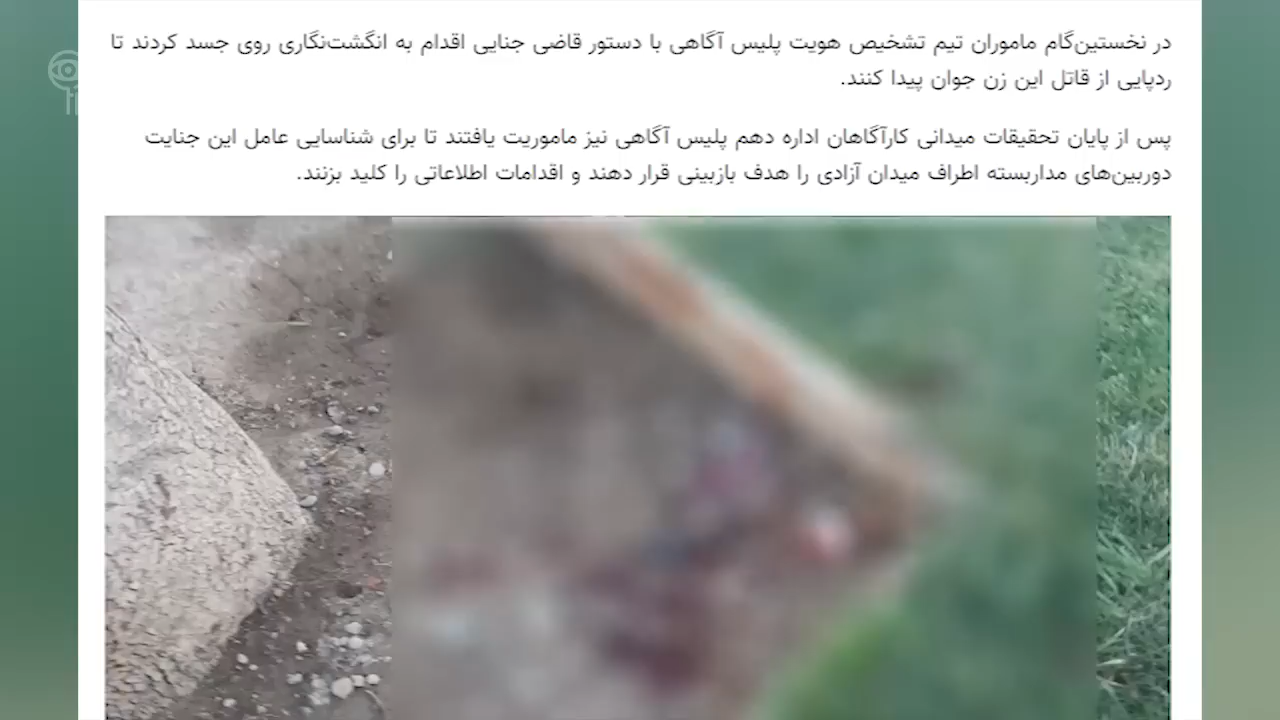 در نخستین‌گام ماموران تیم تشخیص هویت پلیس آگاهی با دستور قاضی جنایی اقدام به انگشت‌نگاری روی جسد کردند تا
ردپایی از قاتل این زن جوان پیدا کنند.
پس از پایان تحقیقات میدانی کارآگاهان اداره دهم پلیس آگاهی نیز ماموریت یافتند تا برای شناسایی عامل این جنایت
دوربین‌های مداربسته اطراف میدان آزادی را هدف بازبینی قرار دهند و اقدامات اطلاعاتی را کلید بزنند.